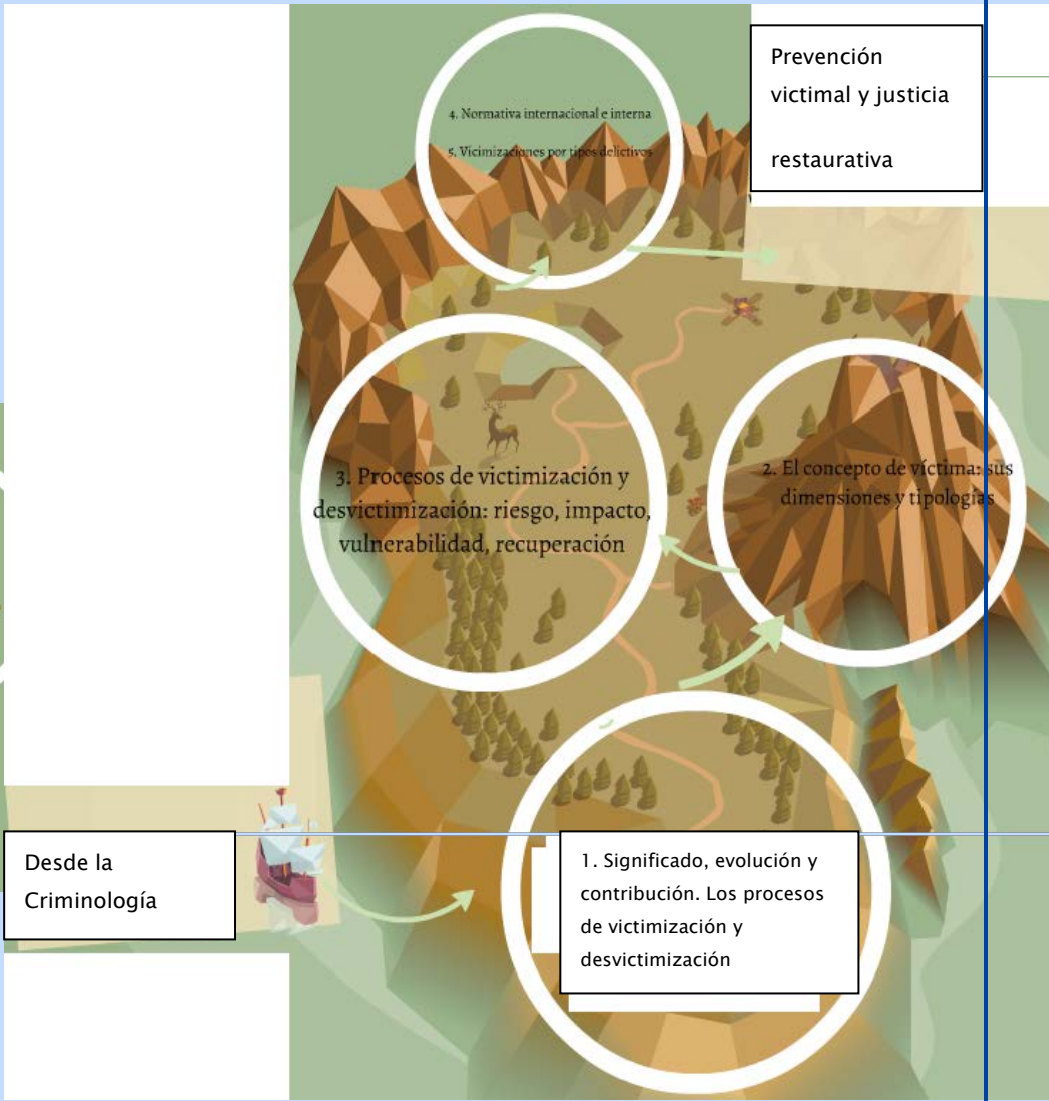 4. Normativa internacional e interna
5. Vicimizaciones por tipos delictivos
Prevención
victimal y justicia
restaurativa
3. Procesos de victimización y
desvictimización: riesgo, impacto,
vulnerabilidad, recuperación
2. El concepto de víctima: sus
dimensiones y tipologías
Desde la
Criminología
1. Significado, evolución y
contribución. Los procesos
de victimización y
desvictimización